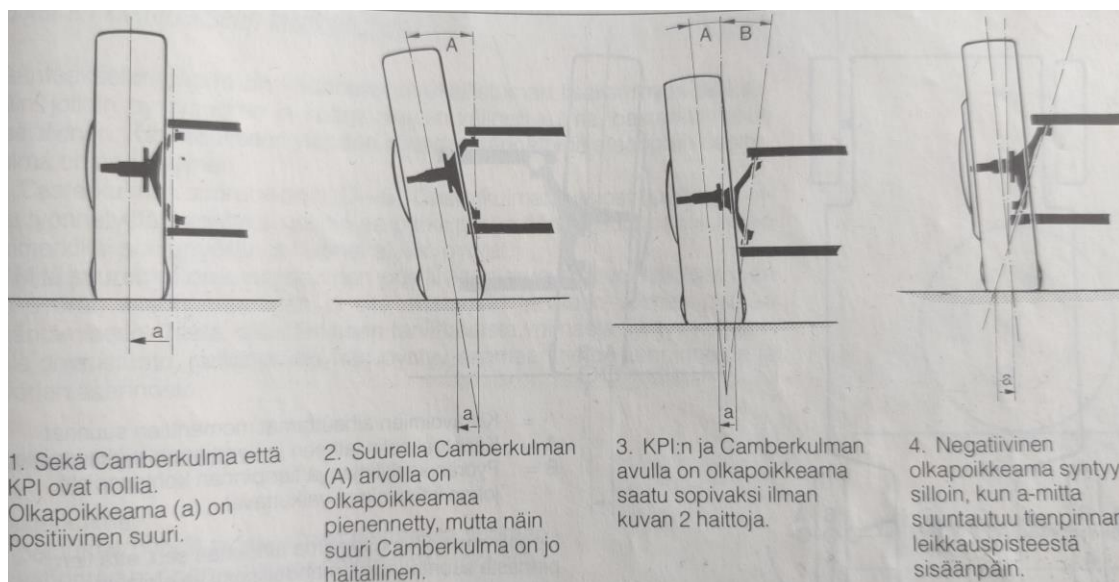 A
A B
a
a
a
a
1. Sekä Camberkulma että
KPI ovat nollia.
Olkapoikkeama (a) on
positiivinen suuri.
2. Suurella Camberkulman
(A) arvolla on
olkapoikkeamaa
pienennetty, mutta näin
suuri Camberkulma on jo
haitallinen.
3. KPI:n ja Camberkulman
avulla on olkapoikkeama
saatu sopivaksi ilman
kuvan 2 haittoja.
4. Negatiivinen
olkapoikkeama syntyy
silloin, kun a-mitta
suuntautuu tienpinnan
leikkauspisteestä
sisäänpäin.